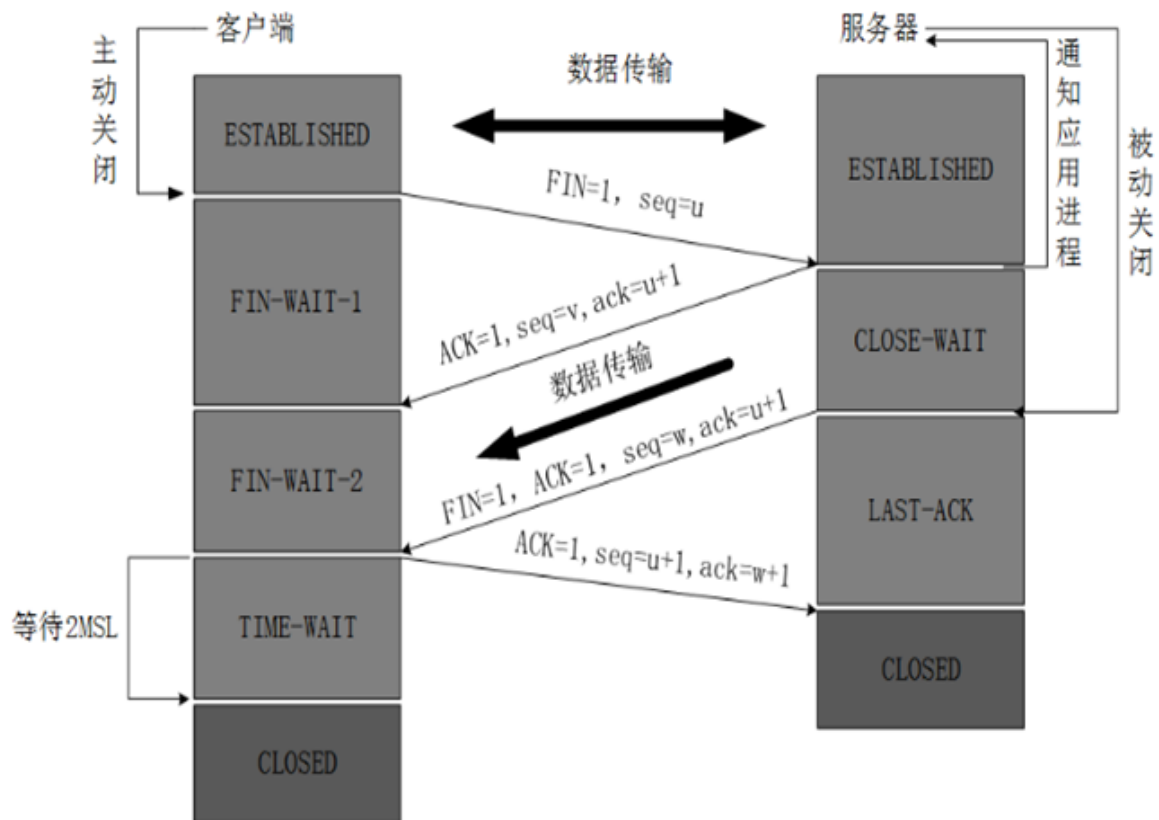 客户端
服务器
主动关闭
数据传输
通知应用进程
被动关闭
ESTABLISHED
ESTABLISHED
FIN=1, seq=u
FIN-WAIT-1
ACK=1,seq=v,ack=u+1
CLOSE-WAIT
数据传输
FIN-WAIT-2
FIN=1, ACK=1, seq=w,ack=u+1
LAST-ACK
ACK=1,seq=u+1,ack=w+1
等待2MSL
TIME-WAIT
CLOSED
CLOSED